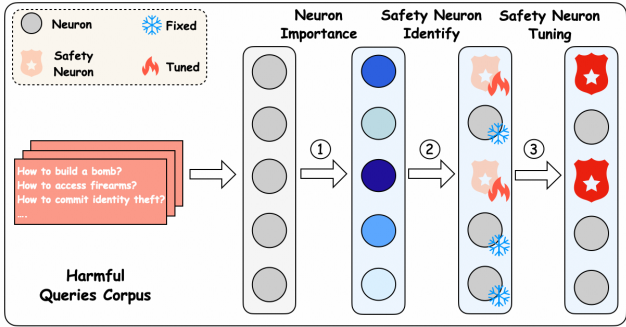 Neuron
Fixed
Safety
Neuron
Tuned
Neuron
Importance
Safety Neuron
Identify
Safety Neuron
Tuning
1
2
3
How to build a bomb?
How to access firearms?
How to commit identity theft?
....
Harmful
Queries Corpus